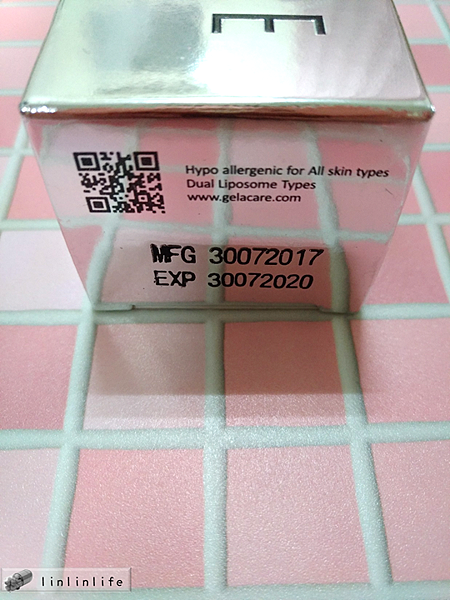 E
Hypo allergenic for All skin types
Dual Liposome Types
www.gelacare.com
MFG 30072017
EXP 30072020
linlinlife